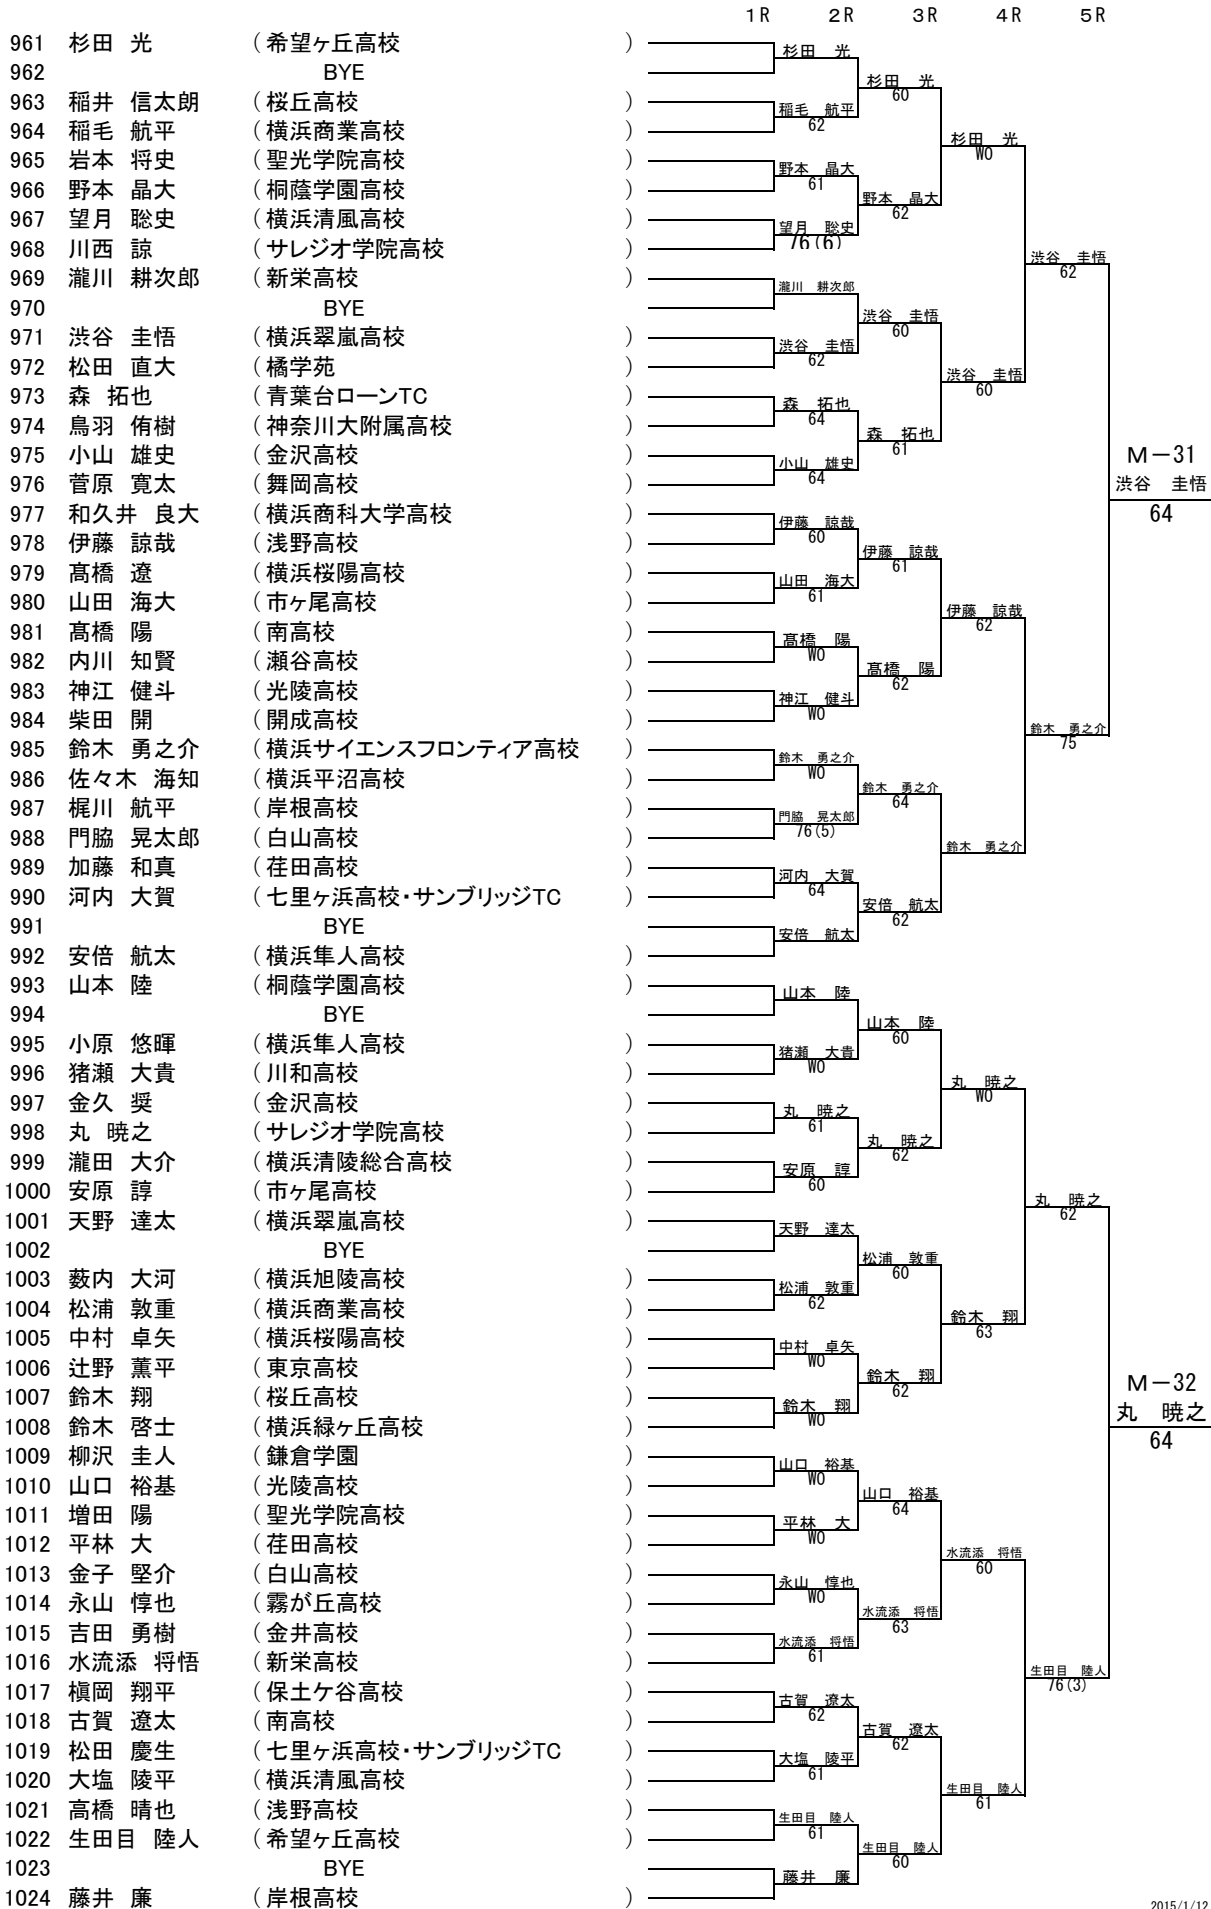 1R 2R 3R 4R 5R
961 杉田 光 (希望ヶ丘高校 )
962 BYE
963 稲井 信太朗 (桜丘高校 )
964 稲毛 航平 (横浜商業高校 )
965 岩本 将史 (聖光学院高校 )
966 野本 晶大 (桐蔭学園高校 )
967 望月 聡史 (横浜清風高校 )
968 川西 諒 (サレジオ学院高校 )
969 瀧川 耕次郎 (新栄高校 )
970 BYE
971 渋谷 圭悟 (横浜翠嵐高校 )
972 松田 直大 (橘学苑 )
973 森 拓也 (青葉台ローンTC )
974 鳥羽 侑樹 (神奈川大附属高校 )
975 小山 雄史 (金沢高校 )
976 菅原 寛太 (舞岡高校 )
977 和久井 良大 (横浜商科大学高校 )
978 伊藤 諒哉 (浅野高校 )
979 髙橋 遼 (横浜桜陽高校 )
980 山田 海大 (市ヶ尾高校 )
981 髙橋 陽 (南高校 )
982 内川 知賢 (瀬谷高校 )
983 神江 健斗 (光陵高校 )
984 柴田 開 (開成高校 )
985 鈴木 勇之介 (横浜サイエンスフロンティア高校 )
986 佐々木 海知 (横浜平沼高校 )
987 梶川 航平 (岸根高校 )
988 門脇 晃太郎 (白山高校 )
989 加藤 和真 (荏田高校 )
990 河内 大賀 (七里ヶ浜高校・サンブリッジTC )
991 BYE
992 安倍 航太 (横浜隼人高校 )
993 山本 陸 (桐蔭学園高校 )
994 BYE
995 小原 悠暉 (横浜隼人高校 )
996 猪瀬 大貴 (川和高校 )
997 金久 奨 (金沢高校 )
998 丸 暁之 (サレジオ学院高校 )
999 瀧田 大介 (横浜清陵総合高校 )
1000 安原 諄 (市ヶ尾高校 )
1001 天野 達太 (横浜翠嵐高校 )
1002 BYE
1003 薮内 大河 (横浜旭陵高校 )
1004 松浦 敦重 (横浜商業高校 )
1005 中村 卓矢 (横浜桜陽高校 )
1006 辻野 薫平 (東京高校 )
1007 鈴木 翔 (桜丘高校 )
1008 鈴木 啓士 (横浜緑ヶ丘高校 )
1009 柳沢 圭人 (鎌倉学園 )
1010 山口 裕基 (光陵高校 )
1011 増田 陽 (聖光学院高校 )
1012 平林 大 (荏田高校 )
1013 金子 堅介 (白山高校 )
1014 永山 惇也 (霧が丘高校 )
1015 吉田 勇樹 (金井高校 )
1016 水流添 将悟 (新栄高校 )
1017 槇岡 翔平 (保土ケ谷高校 )
1018 古賀 遼太 (南高校 )
1019 松田 慶生 (七里ヶ浜高校・サンブリッジTC )
1020 大塩 陵平 (横浜清風高校 )
1021 高橋 晴也 (浅野高校 )
1022 生田目 陸人 (希望ヶ丘高校 )
1023 BYE
1024 藤井 廉 (岸根高校 )
杉田 光
稲毛 航平
62
野本 晶大
61
望月 聡史
76(6)
瀧川 耕次郎
渋谷 圭悟
62
森 拓也
64
小山 雄史
64
伊藤 諒哉
60
山田 海大
61
髙橋 陽
WO
神江 健斗
WO
鈴木 勇之介
WO
門脇 晃太郎
76(5)
河内 大賀
64
安倍 航太
山本 陸
猪瀬 大貴
WO
丸 暁之
61
安原 諄
60
天野 達太
松浦 敦重
62
中村 卓矢
WO
鈴木 翔
WO
山口 裕基
WO
平林 大
WO
永山 惇也
WO
水流添 将悟
61
古賀 遼太
62
大塩 陵平
61
生田目 陸人
61
藤井 廉
杉田 光
60
野本 晶大
62
渋谷 圭悟
60
森 拓也
61
伊藤 諒哉
61
髙橋 陽
62
鈴木 勇之介
64
安倍 航太
62
山本 陸
60
丸 暁之
62
松浦 敦重
60
鈴木 翔
62
山口 裕基
64
水流添 将悟
63
古賀 遼太
62
生田目 陸人
60
杉田 光
WO
渋谷 圭悟
60
伊藤 諒哉
62
鈴木 勇之介
丸 暁之
WO
鈴木 翔
63
水流添 将悟
60
生田目 陸人
61
渋谷 圭悟
62
鈴木 勇之介
75
丸 暁之
62
生田目 陸人
76(3)
M－31
渋谷 圭悟
64
M－32
丸 暁之
64
2015/1/12